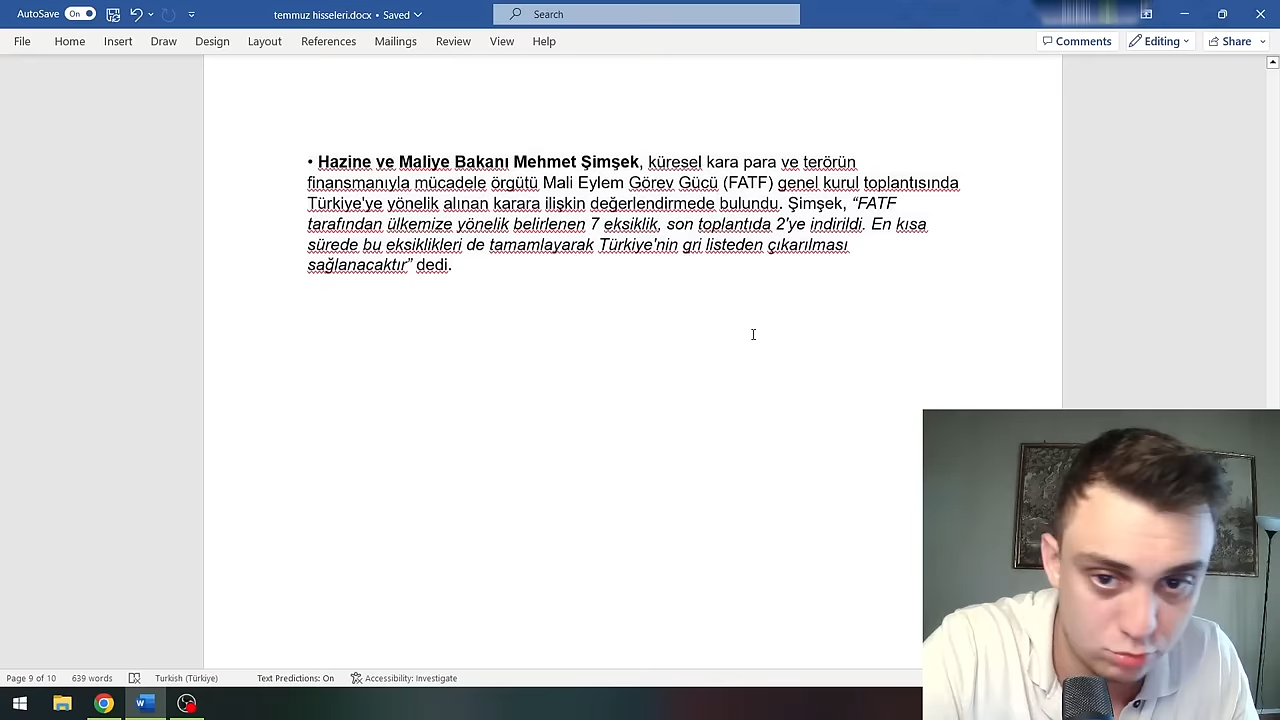 AutoSave On temmuz hisseleri.docx • Saved Search
File Home Insert Draw Design Layout References Mailings Review View Help Comments Editing Share
• Hazine ve Maliye Bakanı Mehmet Şimşek, küresel kara para ve terörün
finansmanıyla mücadele örgütü Mali Eylem Görev Gücü (FATF) genel kurul toplantısında
Türkiye'ye yönelik alınan karara ilişkin değerlendirmede bulundu. Şimşek, “FATF
tarafından ülkemize yönelik belirlenen 7 eksiklik, son toplantıda 2'ye indirildi. En kısa
sürede bu eksiklikleri de tamamlayarak Türkiye'nin gri listeden çıkarılması
sağlanacaktır” dedi.
Page 9 of 10 639 words Turkish (Türkiye) Text Predictions: On Accessibility: Investigate